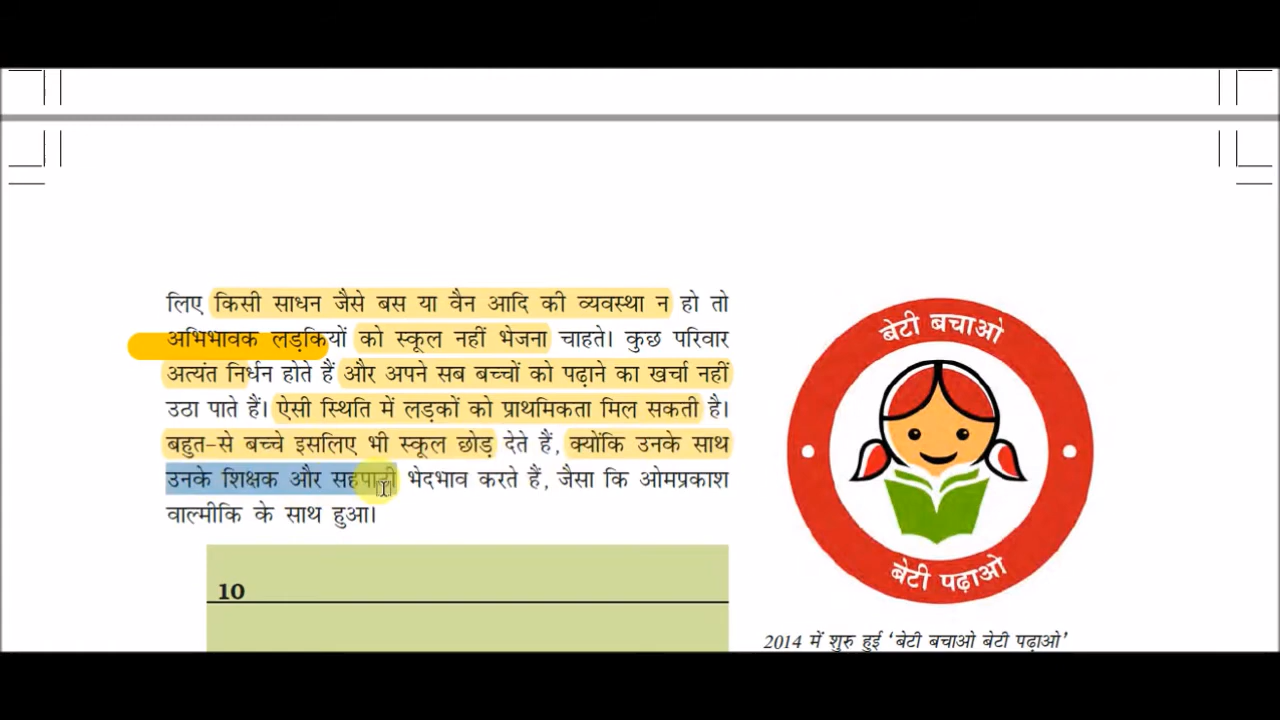 लिए किसी साधन जैसे बस या वैन आदि की व्यवस्था न हो तो
अभिभावक लड़कियों को स्कूल नहीं भेजना चाहते। कुछ परिवार
अत्यंत निर्धन होते हैं और अपने सब बच्चों को पढ़ाने का खर्चा नहीं
उठा पाते हैं। ऐसी स्थिति में लड़कों को प्राथमिकता मिल सकती है।
बहुत-से बच्चे इसलिए भी स्कूल छोड़ देते हैं, क्योंकि उनके साथ
उनके शिक्षक और सहपाठी भेदभाव करते हैं, जैसा कि ओमप्रकाश
वाल्मीकि के साथ हुआ।
10
बेटी बचाओ
बेटी पढ़ाओ
2014 में शुरु हुई ‘बेटी बचाओ बेटी पढ़ाओ’